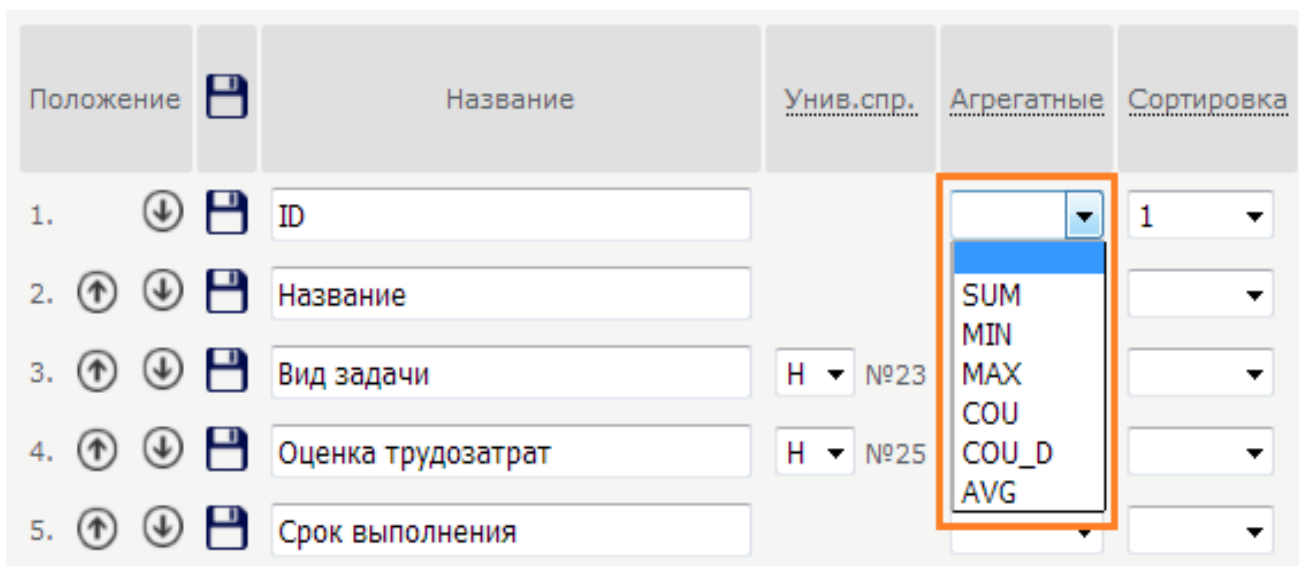 Положение Название Унив.спр. Агрегатные Сортировка
1. ID 1
2. Название SUM
MIN
3. Вид задачи Н №23 MAX
COU
4. Оценка трудозатрат Н №25 COU_D
AVG
5. Срок выполнения